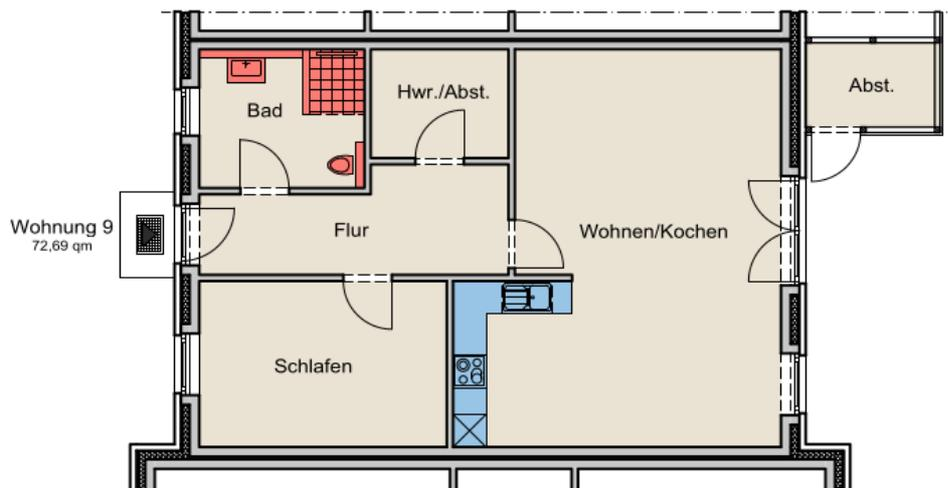 Bad
Hwr./Abst.
Abst.
Wohnung 9
72,69 qm
Flur
Wohnen/Kochen
Schlafen